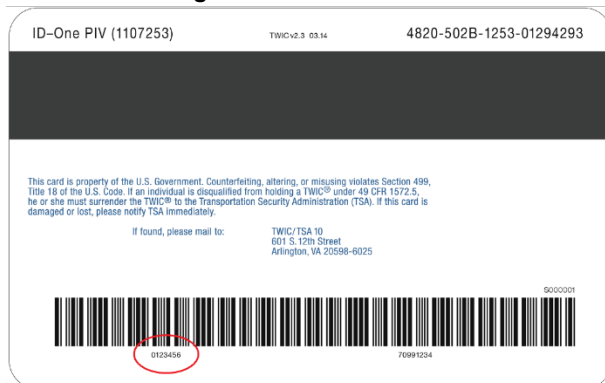 ID-One PIV (1107253) TWIC v2.3 03.14 4820-502B-1253-01294293
This card is property of the U.S. Government. Counterfeiting, altering, or misusing violates Section 499,
Title 18 of the U.S. Code. If an individual is disqualified from holding a TWIC® under 49 CFR 1572.5,
he or she must surrender the TWIC® to the Transportation Security Administration (TSA). If this card is
damaged or lost, please notify TSA immediately.
If found, please mail to: TWIC/TSA 10
601 S. 12th Street
Arlington, VA 20598-6025
S000001
0123456 70991234